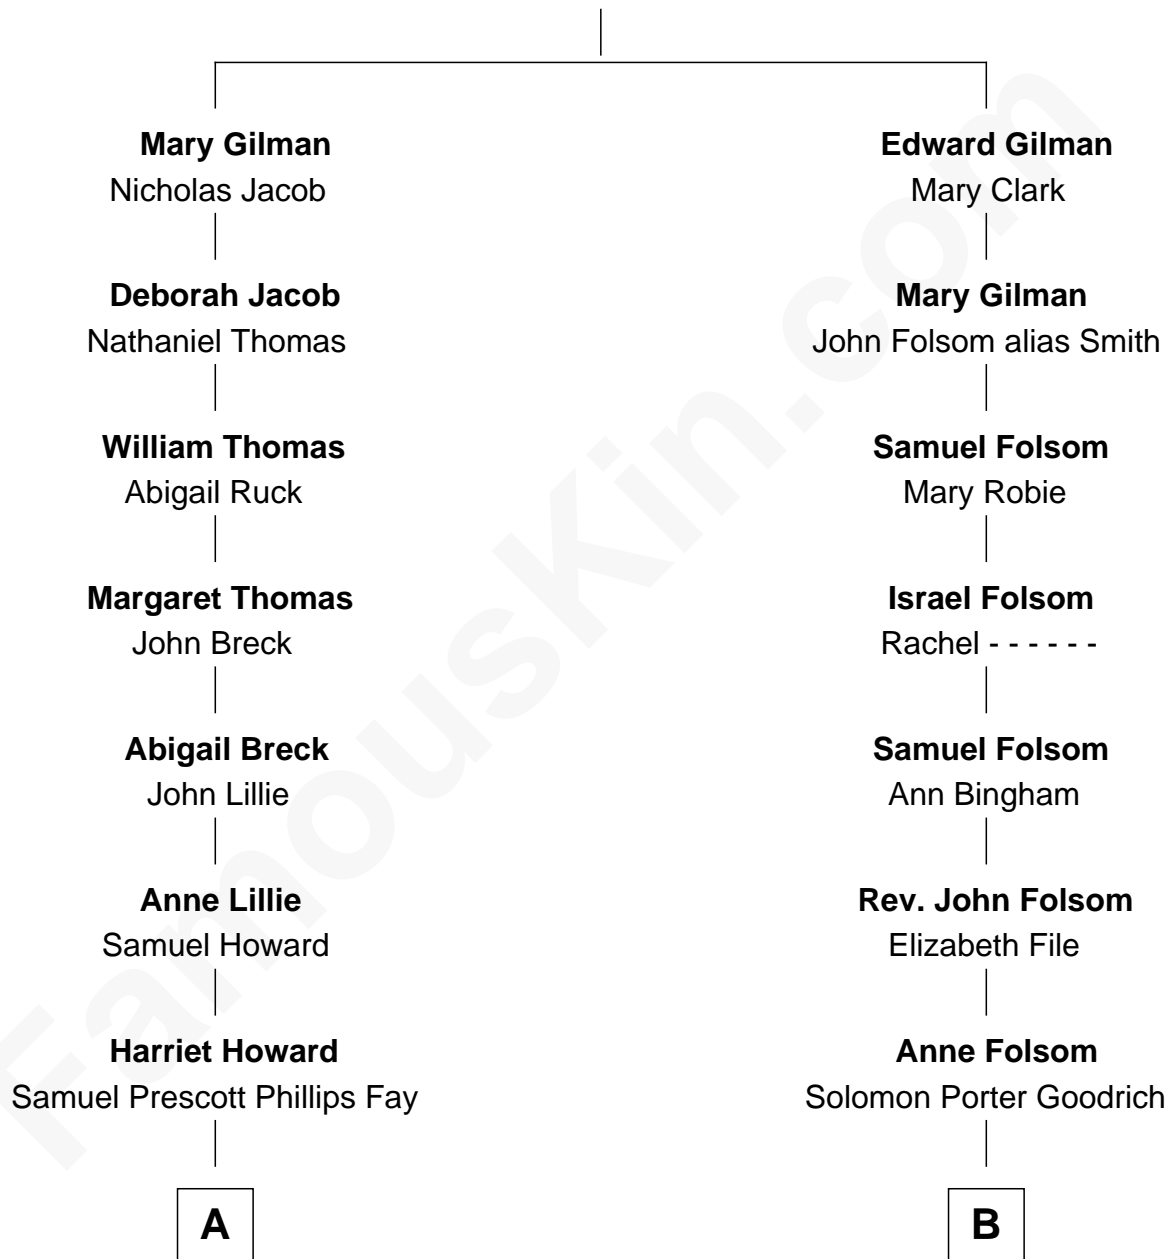 Mary Gilman
Nicholas Jacob
Deborah Jacob
Nathaniel Thomas
William Thomas
Abigail Ruck
Margaret Thomas
John Breck
Abigail Breck
John Lillie
Anne Lillie
Samuel Howard
Harriet Howard
Samuel Prescott Phillips Fay
A
Edward Gilman
Mary Clark
Mary Gilman
John Folsom alias Smith
Samuel Folsom
Mary Robie
Israel Folsom
Rachel - - - - - -
Samuel Folsom
Ann Bingham
Rev. John Folsom
Elizabeth File
Anne Folsom
Solomon Porter Goodrich
B
FamousKin.com